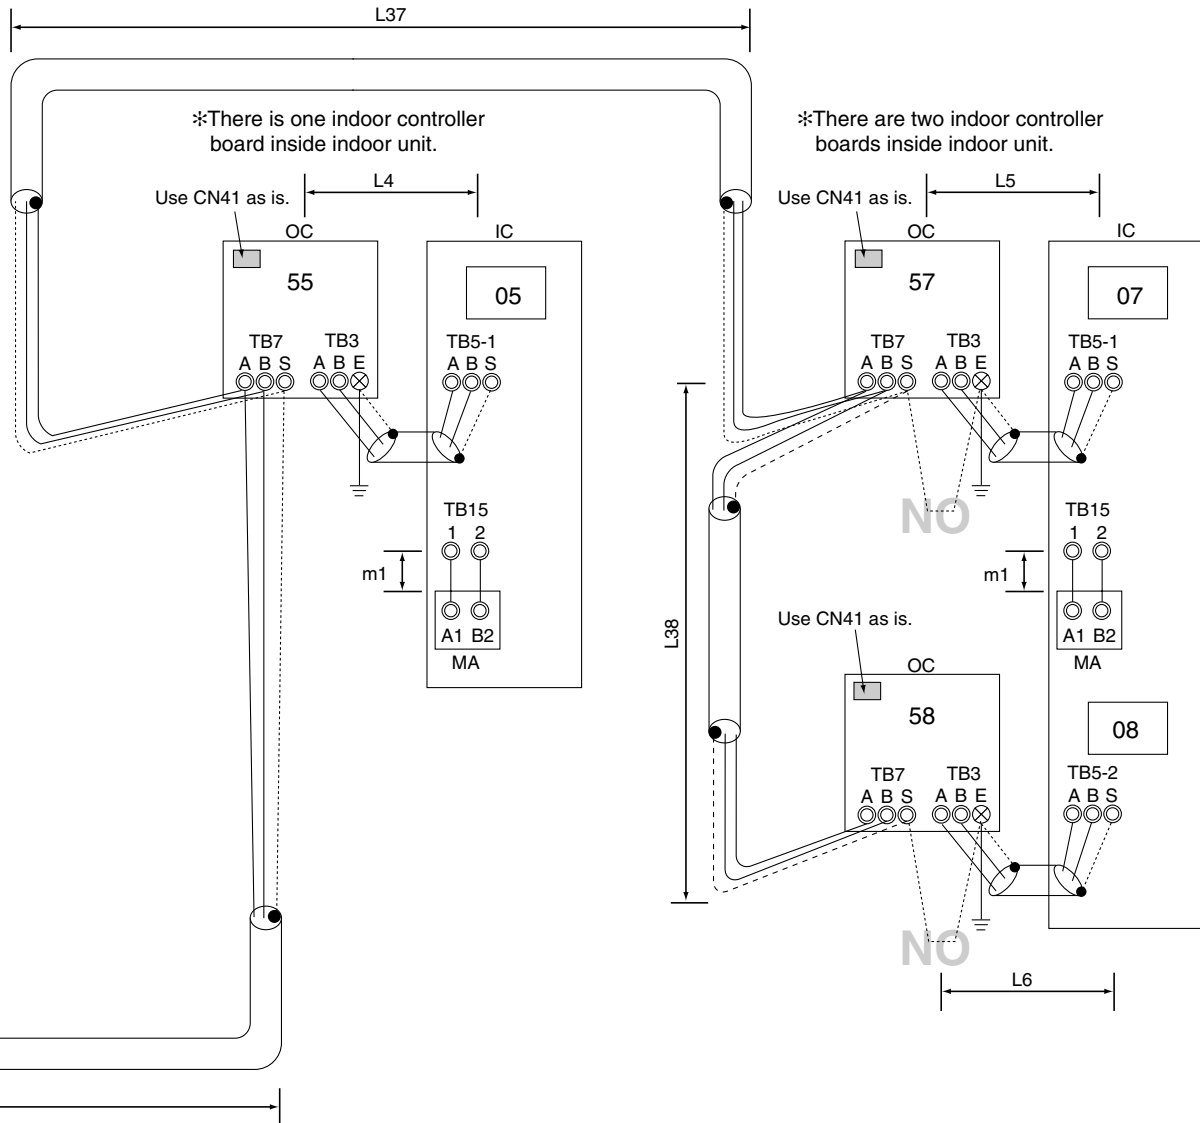 L37
✻There is one indoor controller
board inside indoor unit.
✻There are two indoor controller
boards inside indoor unit.
Use CN41 as is.
L4
OC
IC
55
05
TB7
TB3
TB5-1
A B S
A B E
A B S
TB15
1 2
m1
A1 B2
MA
Use CN41 as is.
L5
OC
IC
57
07
TB7
TB3
TB5-1
A B S
A B E
A B S
NO
TB15
1 2
m1
A1 B2
MA
L38
Use CN41 as is.
OC
58
08
TB7
TB3
TB5-2
A B S
A B E
A B S
NO
L6